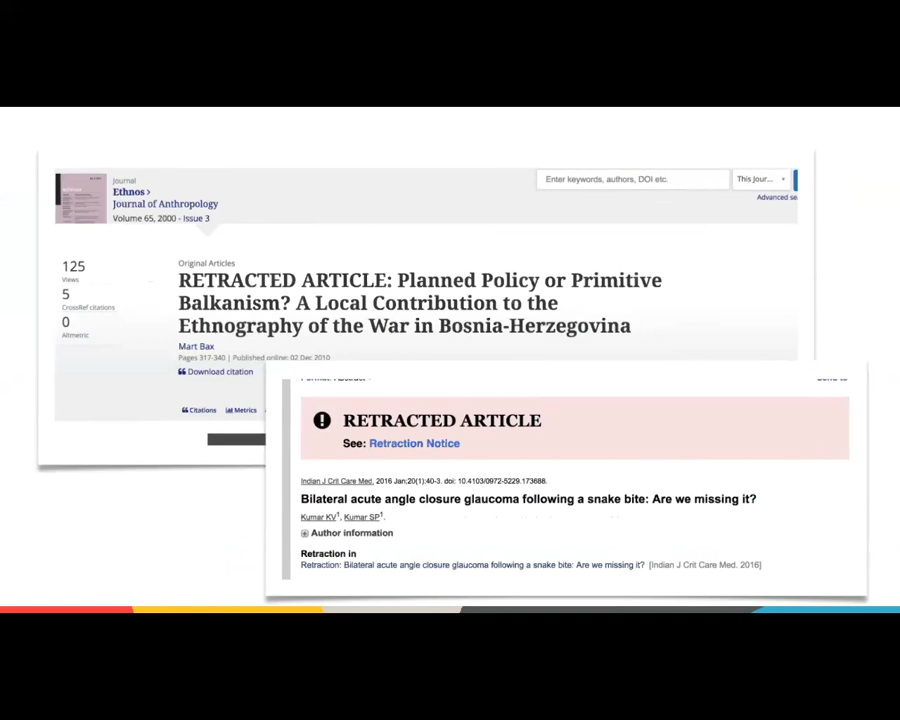 Journal
Ethnos >
Journal of Anthropology
Volume 65, 2000 - Issue 3
Enter keywords, authors, DOI etc.
This Jour...
Advanced se
125
Views
5
CrossRef citations
0
Altmetric
Original Articles
RETRACTED ARTICLE: Planned Policy or Primitive
Balkanism? A Local Contribution to the
Ethnography of the War in Bosnia-Herzegovina
Mart Bax
Pages 317-340 | Published online: 02 Dec 2010
Download citation
Citations Metrics
RETRACTED ARTICLE
See: Retraction Notice
Indian J Crit Care Med. 2016 Jan;20(1):40-3. doi: 10.4103/0972-5229.173688.
Bilateral acute angle closure glaucoma following a snake bite: Are we missing it?
Kumar KV1, Kumar SP1.
Author information
Retraction in
Retraction: Bilateral acute angle closure glaucoma following a snake bite: Are we missing it? [Indian J Crit Care Med. 2016]